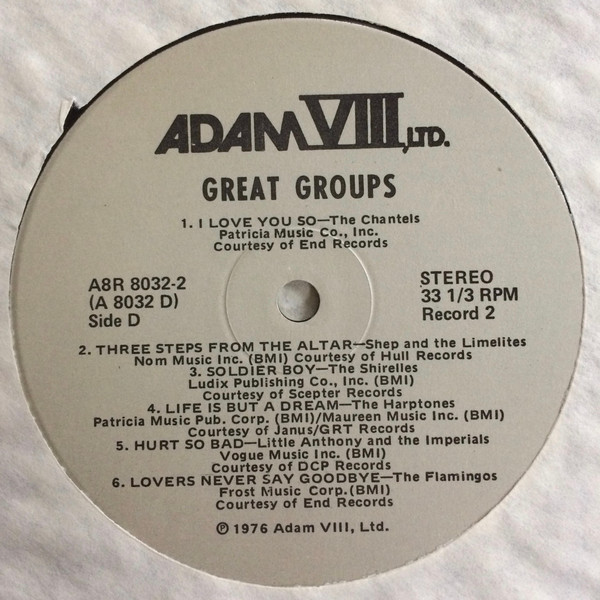 ADAM VIII, LTD.
GREAT GROUPS
1. I LOVE YOU SO—The Chantels
Patricia Music Co., Inc.
Courtesy of End Records
A8R 8032-2
(A 8032 D)
Side D
STEREO
33 1/3 RPM
Record 2
2. THREE STEPS FROM THE ALTAR—Shep and the Limelites
Nom Music Inc. (BMI) Courtesy of Hull Records
3. SOLDIER BOY—The Shirelles
Ludix Publishing Co., Inc. (BMI)
Courtesy of Scepter Records
4. LIFE IS BUT A DREAM—The Harptones
Patricia Music Pub. Corp. (BMI)/Maureen Music Inc. (BMI)
Courtesy of Janus/GRT Records
5. HURT SO BAD—Little Anthony and the Imperials
Vogue Music Inc. (BMI)
Courtesy of DCP Records
6. LOVERS NEVER SAY GOODBYE—The Flamingos
Frost Music Corp.(BMI)
Courtesy of End Records
℗ 1976 Adam VIII, Ltd.